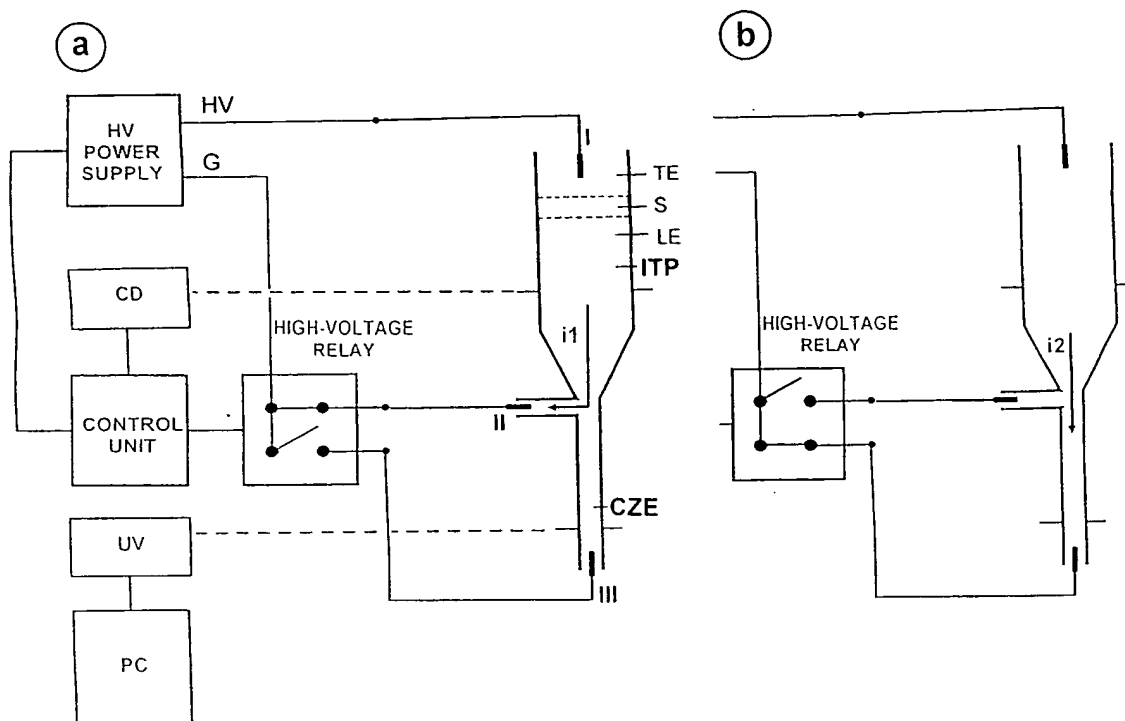 a
b
HV
POWER
SUPPLY
HV
G
I
TE
S
LE
ITP
CD
HIGH-VOLTAGE
RELAY
i1
II
CONTROL
UNIT
CZE
UV
III
PC
HIGH-VOLTAGE
RELAY
i2